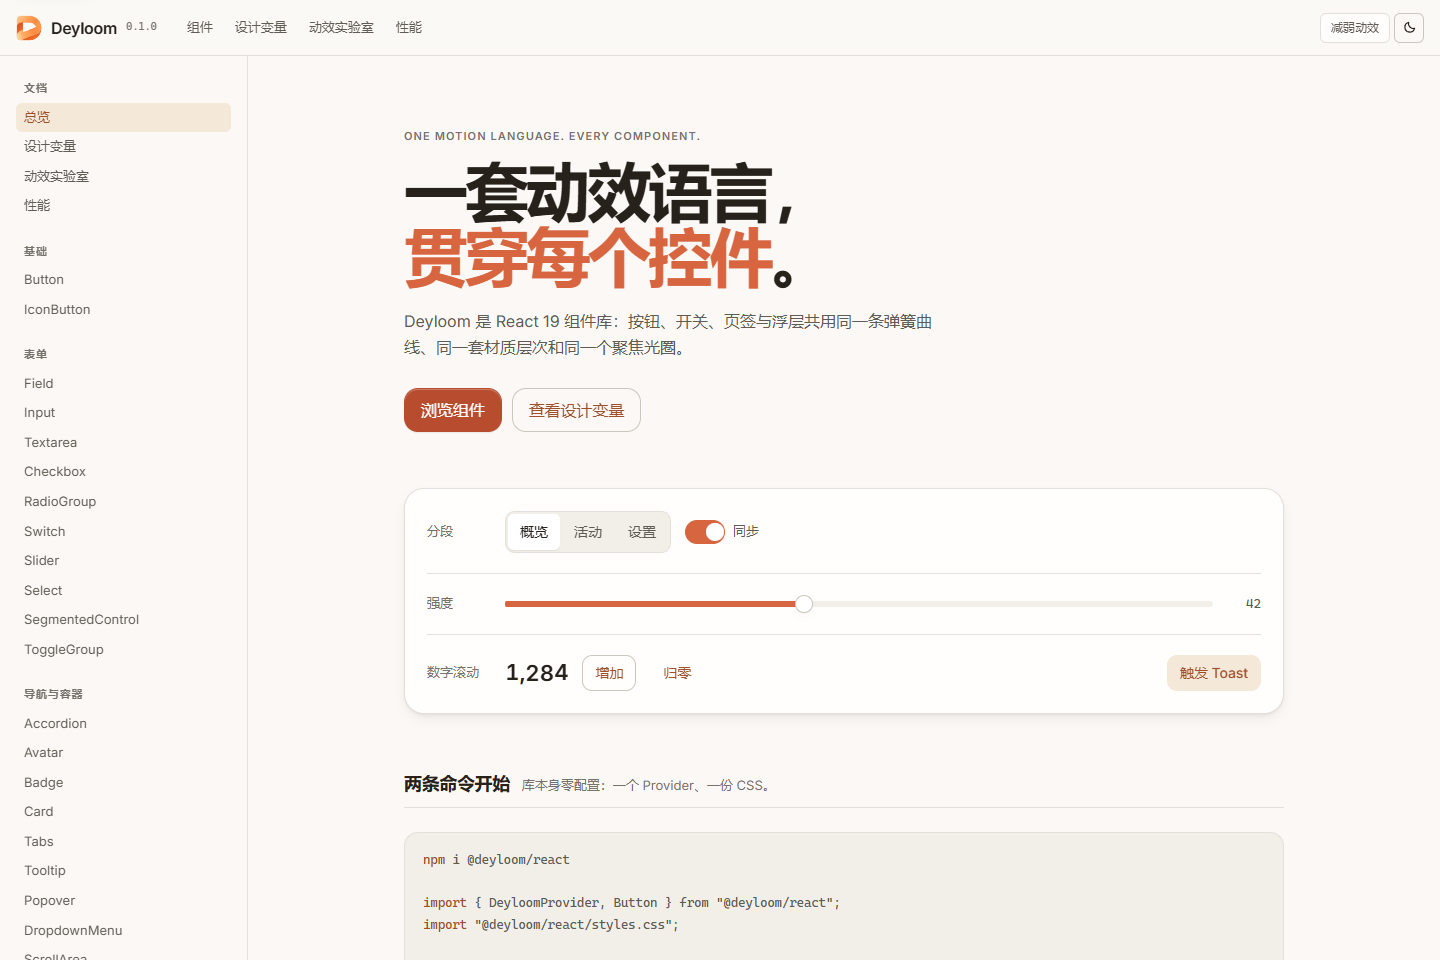 Deyloom 0.1.0 组件 设计变量 动效实验室 性能 减弱动效
文档
总览
设计变量
动效实验室
性能
基础
Button
IconButton
表单
Field
Input
Textarea
Checkbox
RadioGroup
Switch
Slider
Select
SegmentedControl
ToggleGroup
导航与容器
Accordion
Avatar
Badge
Card
Tabs
Tooltip
Popover
DropdownMenu
ScrollArea
ONE MOTION LANGUAGE. EVERY COMPONENT.
一套动效语言，
贯穿每个控件。
Deyloom 是 React 19 组件库：按钮、开关、页签与浮层共用同一条弹簧曲
线、同一套材质层次和同一个聚焦光圈。
浏览组件 查看设计变量
分段 概览 活动 设置 同步
强度 42
数字滚动 1,284 增加 归零 触发 Toast
两条命令开始 库本身零配置：一个 Provider、一份 CSS。
npm i @deyloom/react
import { DeyloomProvider, Button } from "@deyloom/react";
import "@deyloom/react/styles.css";